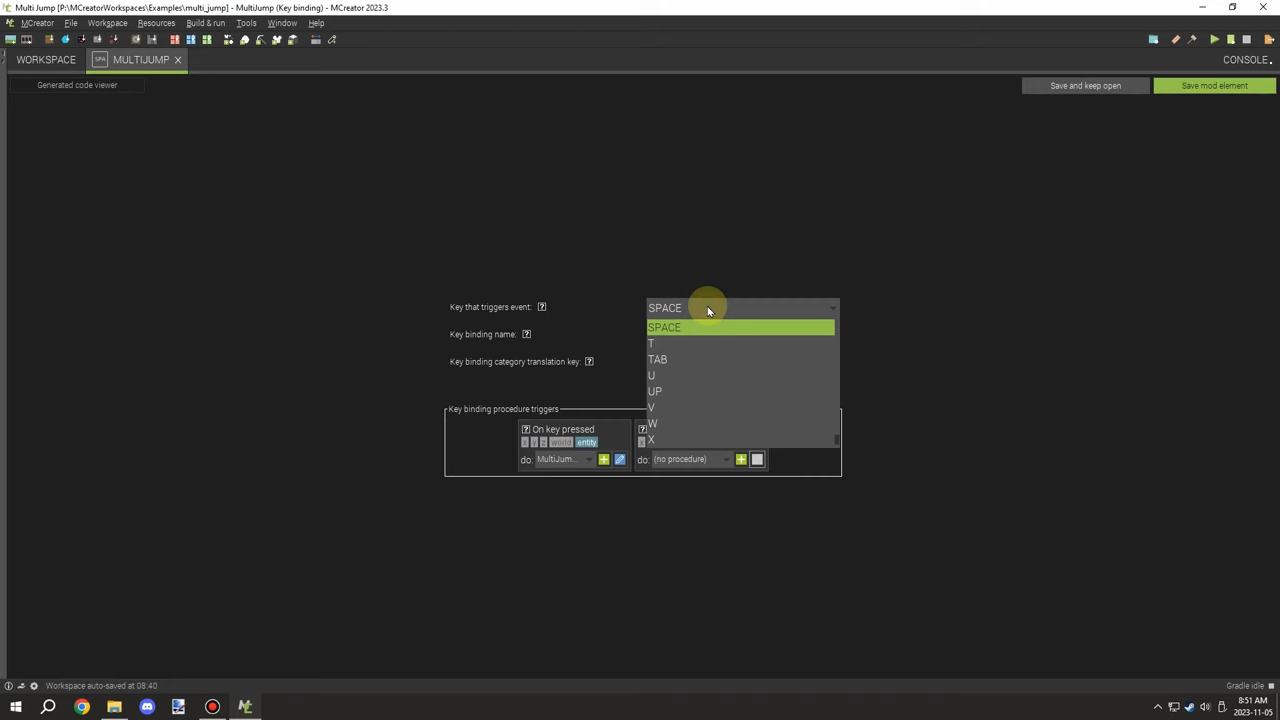 Multi Jump [P:\MCreatorWorkspaces\Examples\multi_jump] - MultiJump (Key binding) - MCreator 2023.3
MCreator File Workspace Resources Build & run Tools Window Help
WORKSPACE SPA MULTIJUMP CONSOLE
Generated code viewer Save and keep open Save mod element
Key that triggers event: ? SPACE
SPACE
Key binding name: ?
T
Key binding category translation key: ? TAB
U
UP
Key binding procedure triggers V
W
? On key pressed ?
X
x y z world entity x
do: MultiJum... do: (no procedure)
Workspace auto-saved at 08:40 Gradle idle
8:51 AM
2023-11-05